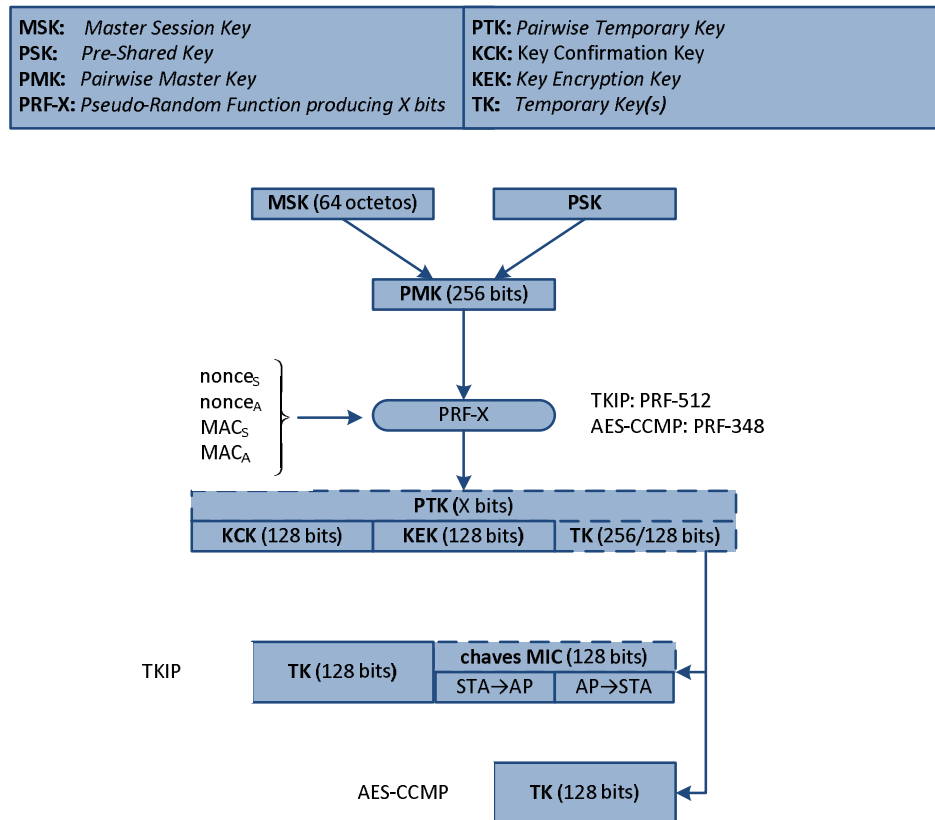 MSK: Master Session Key
PSK: Pre-Shared Key
PMK: Pairwise Master Key
PRF-X: Pseudo-Random Function producing X bits
PTK: Pairwise Temporary Key
KCK: Key Confirmation Key
KEK: Key Encryption Key
TK: Temporary Key(s)
MSK (64 octetos)
PSK
PMK (256 bits)
nonceS
nonceA
MACS
MACA
PRF-X
TKIP: PRF-512
AES-CCMP: PRF-348
PTK (X bits)
KCK (128 bits)
KEK (128 bits)
TK (256/128 bits)
TKIP
TK (128 bits)
chaves MIC (128 bits)
STA→AP
AP→STA
AES-CCMP
TK (128 bits)